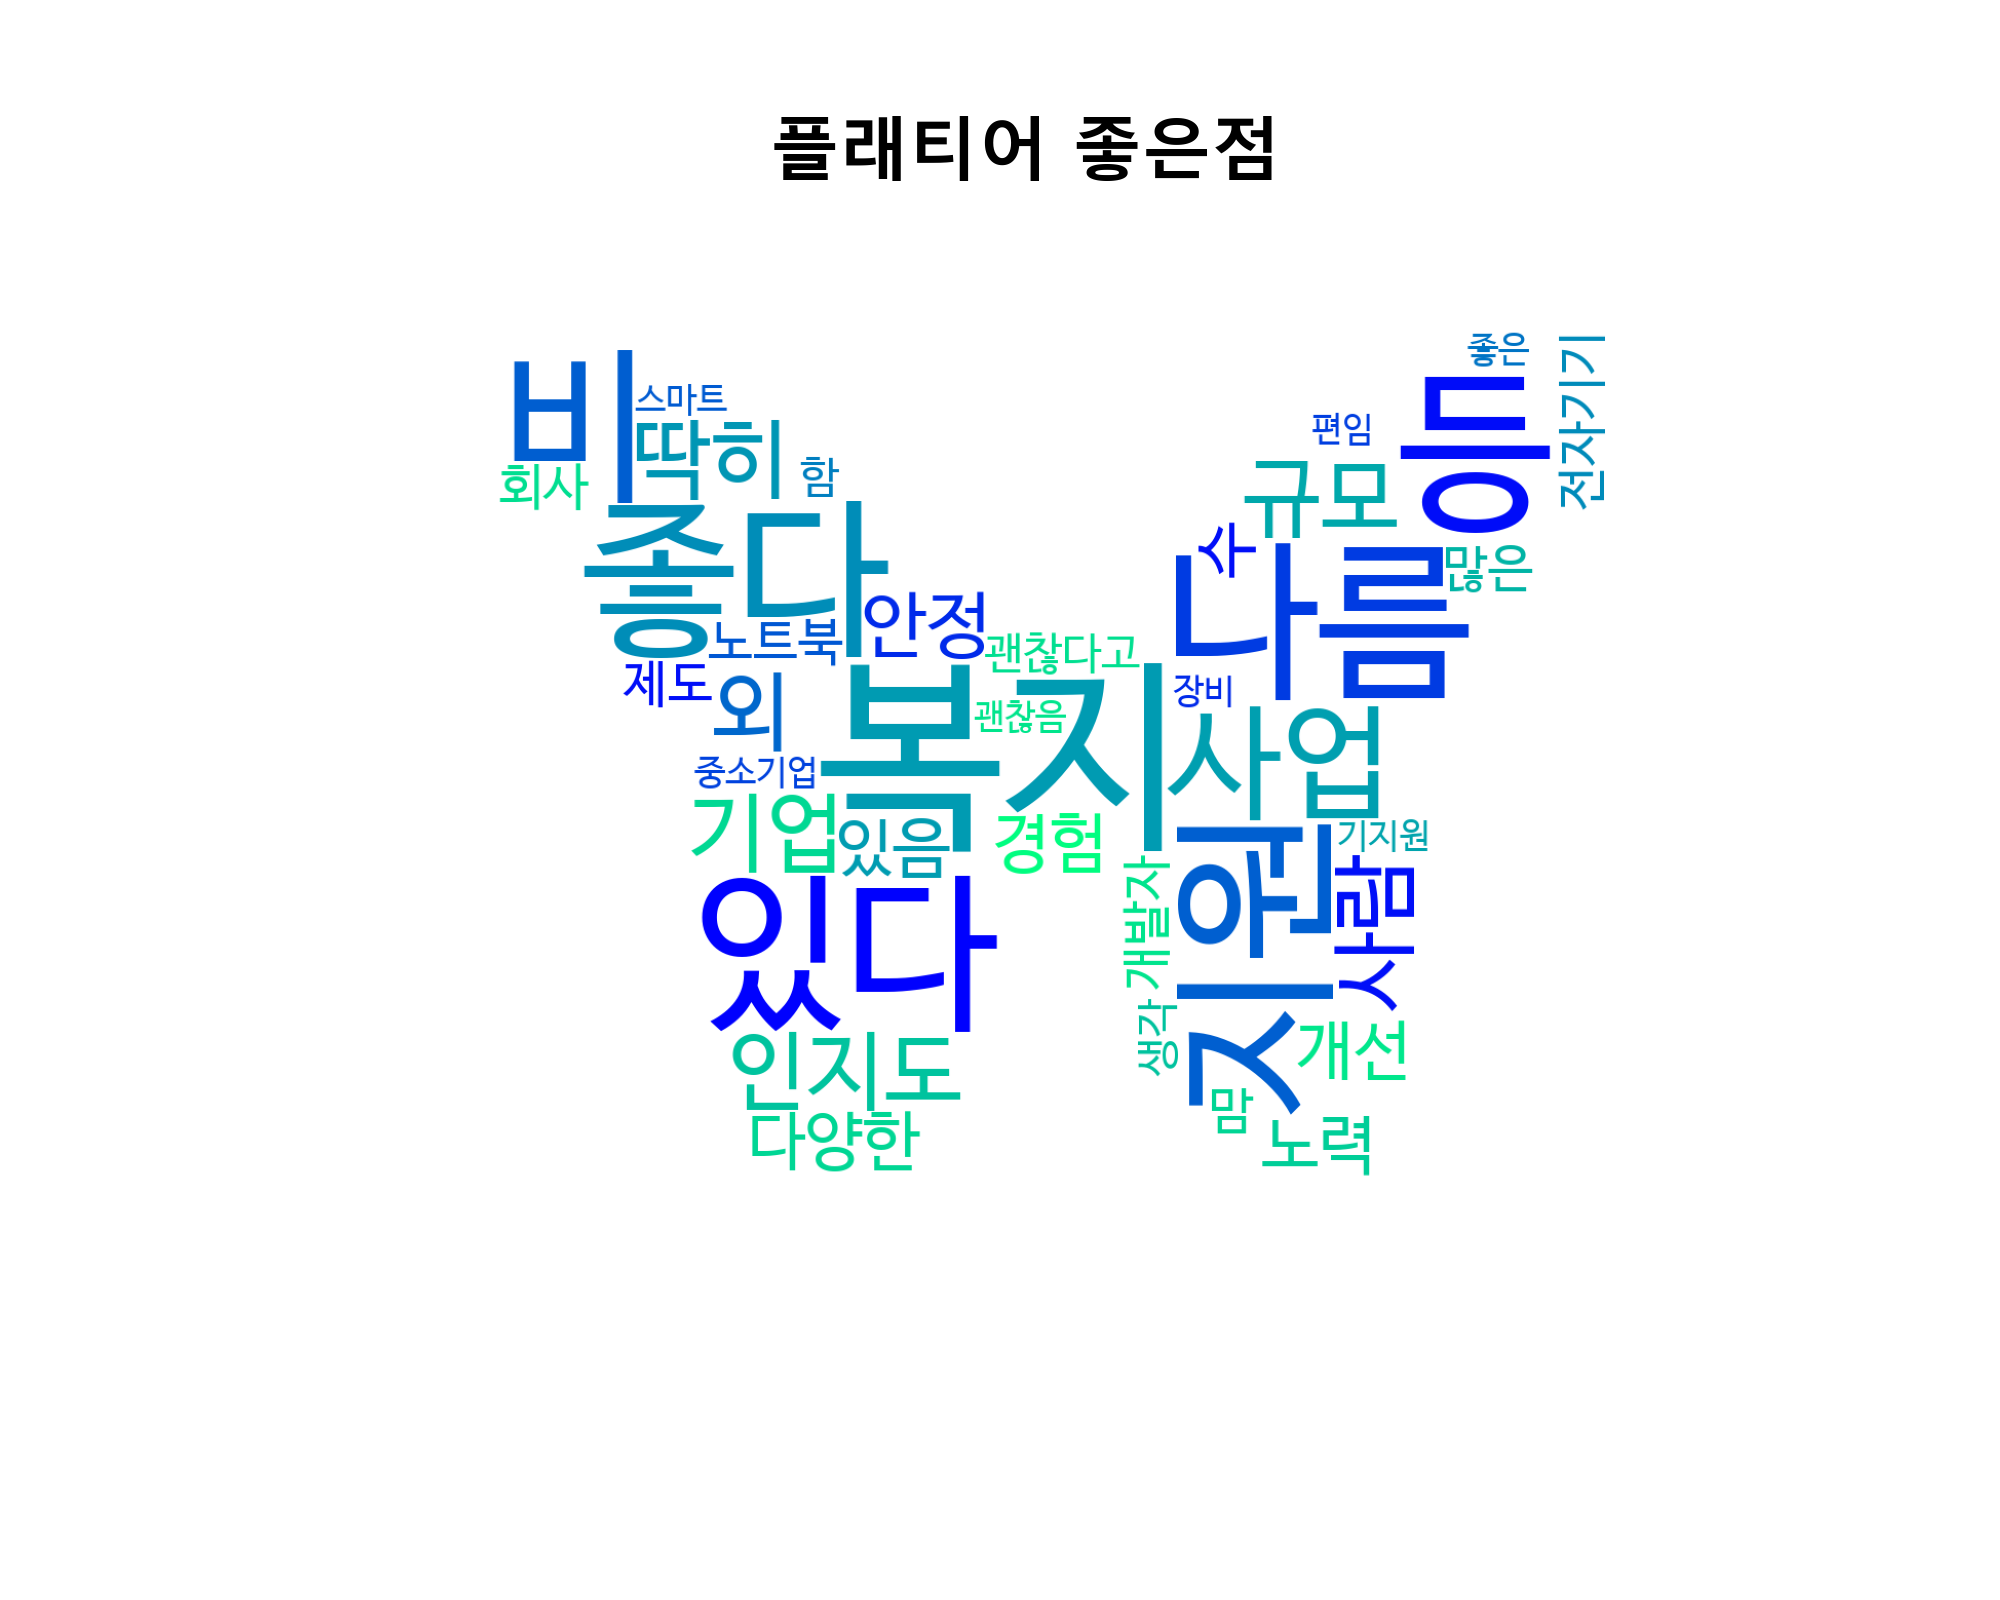 플래티어 좋은점
비
스마트
딱히
회사
함
좋은
전자기기
등
편임
규모
수
많은
좋다
나름
안정
노트북
괜찮다고
제도
외
복지
괜찮음
장비
중소기업
사업
기업
있음
경험
기지원
개발자
지원
사람
있다
생각
인지도
개선
맘
다양한
노력